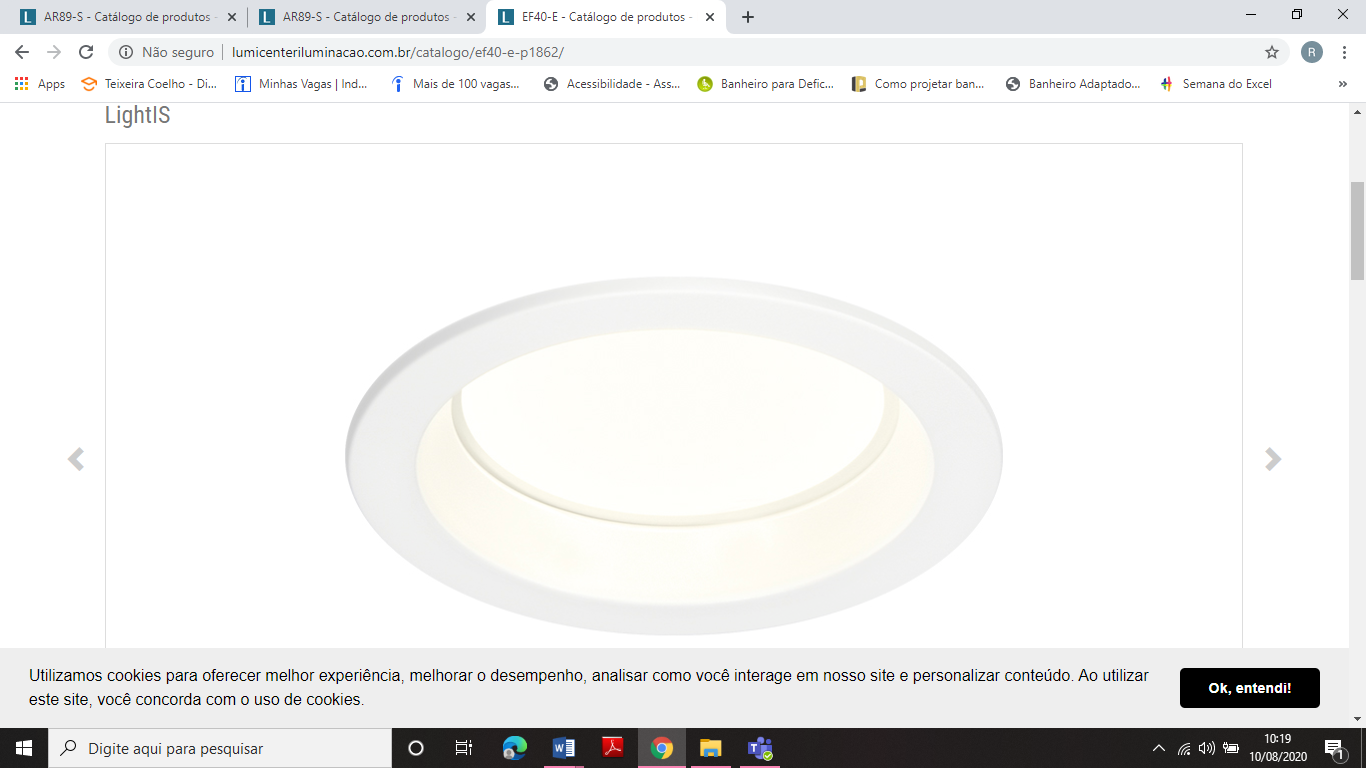 L AR89-S - Catálogo de produtos -
L AR89-S - Catálogo de produtos -
L EF40-E - Catálogo de produtos -
Não seguro | lumicenteriluminacao.com.br/catalogo/ef40-e-p1862/
R
Apps
Teixeira Coelho - Di...
Minhas Vagas | Ind...
Mais de 100 vagas...
Acessibilidade - Ass...
Banheiro para Defic...
Como projetar ban...
Banheiro Adaptado...
Semana do Excel
»
LightIS
Utilizamos cookies para oferecer melhor experiência, melhorar o desempenho, analisar como você interage em nosso site e personalizar conteúdo. Ao utilizar
este site, você concorda com o uso de cookies.
Ok, entendi!
Digite aqui para pesquisar
10:19
10/08/2020
1